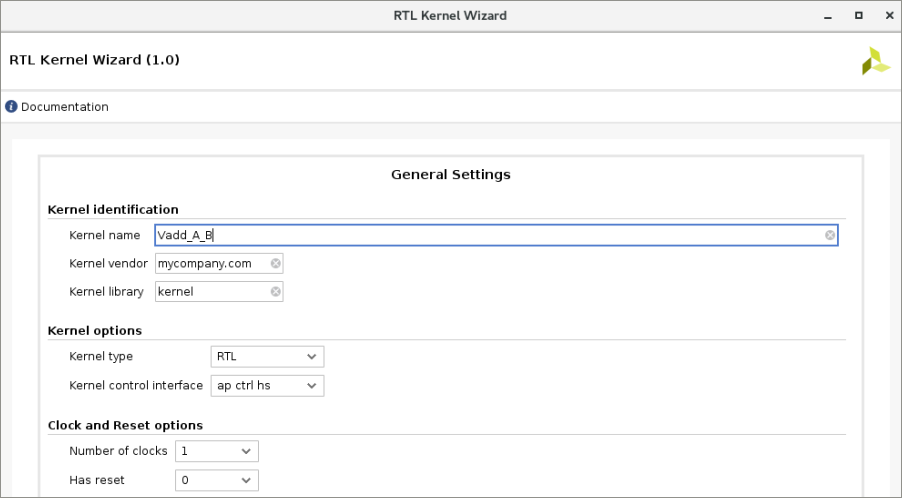 RTL Kernel Wizard
RTL Kernel Wizard (1.0)
Documentation
General Settings
Kernel identification
Kernel name Vadd_A_B
Kernel vendor mycompany.com
Kernel library kernel
Kernel options
Kernel type RTL
Kernel control interface ap ctrl hs
Clock and Reset options
Number of clocks 1
Has reset 0